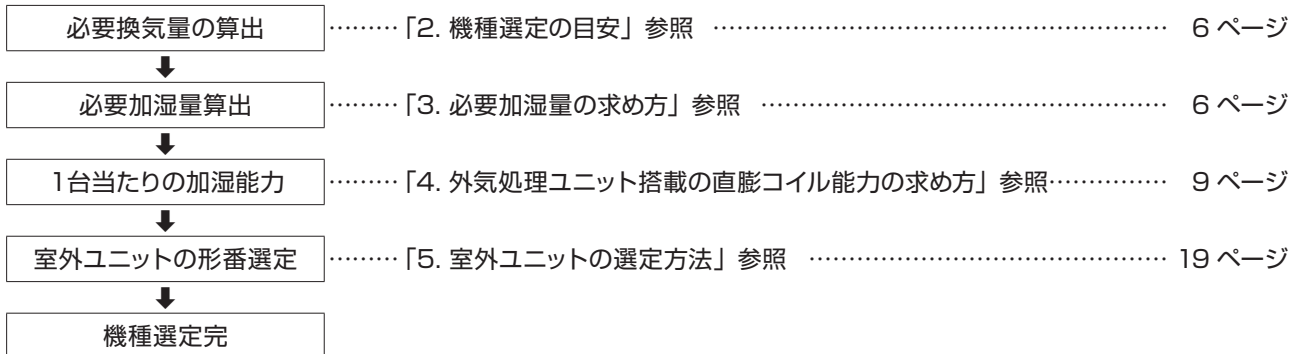 必要換気量の算出 ………「2. 機種選定の目安」参照 ………………………………………………… 6 ページ
⬇
必要加湿量算出 ………「3. 必要加湿量の求め方」参照 …………………………………………… 6 ページ
⬇
1台当たりの加湿能力 ………「4. 外気処理ユニット搭載の直膨コイル能力の求め方」参照…………… 9 ページ
⬇
室外ユニットの形番選定 ………「5. 室外ユニットの選定方法」参照 ……………………………………… 19 ページ
⬇
機種選定完